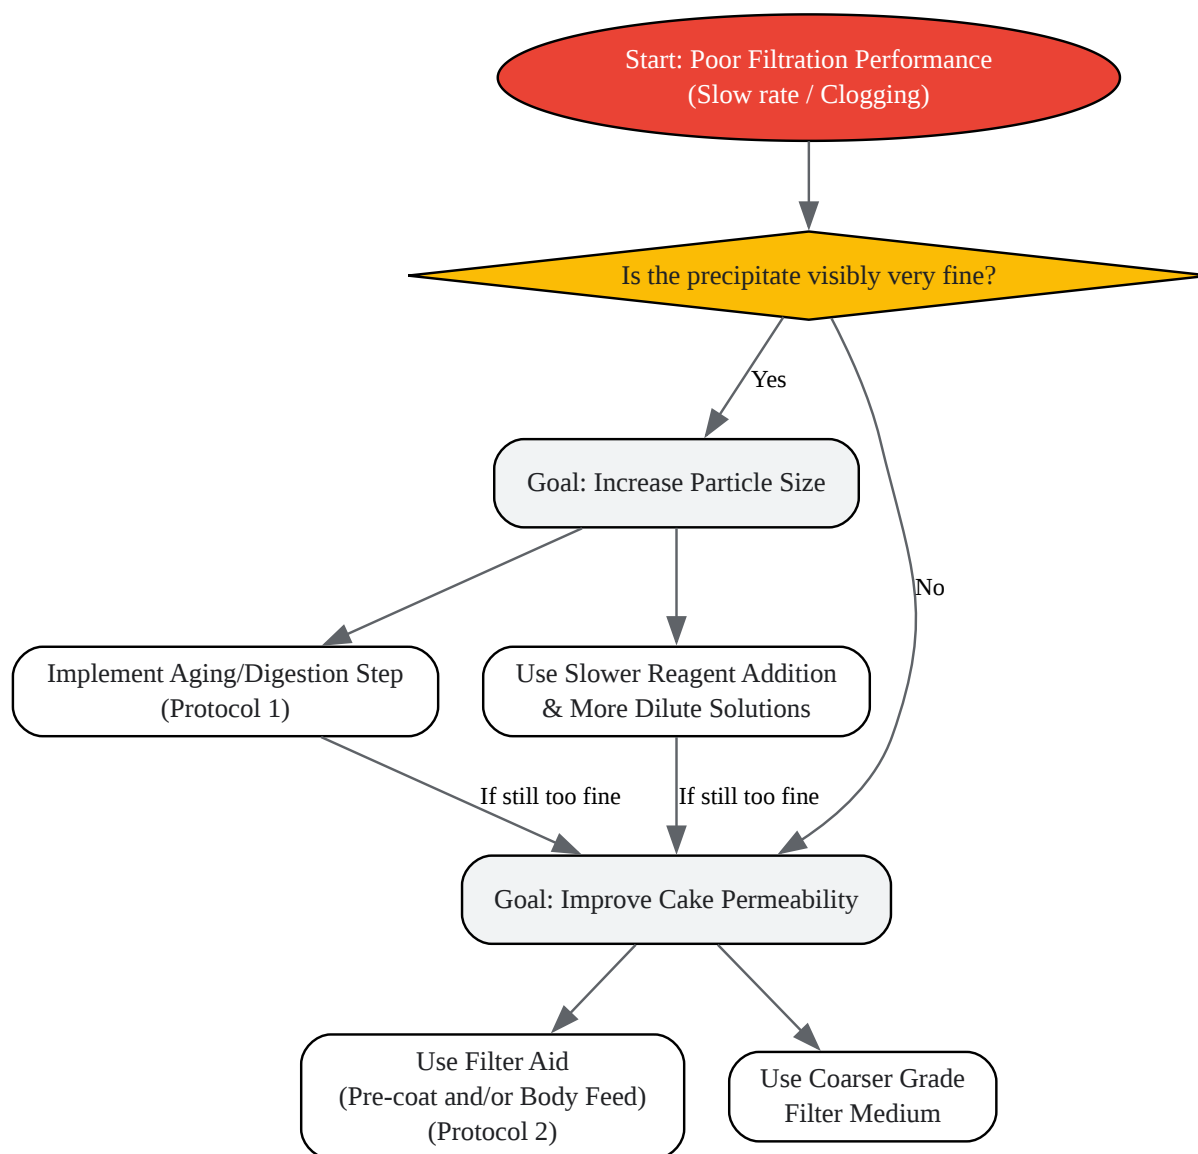 Start: Poor Filtration Performance
(Slow rate / Clogging)
Is the precipitate visibly very fine?
Yes
Goal: Increase Particle Size
No
Implement Aging/Digestion Step
(Protocol 1)
Use Slower Reagent Addition
& More Dilute Solutions
If still too fine
If still too fine
Goal: Improve Cake Permeability
Use Filter Aid
(Pre-coat and/or Body Feed)
(Protocol 2)
Use Coarser Grade
Filter Medium